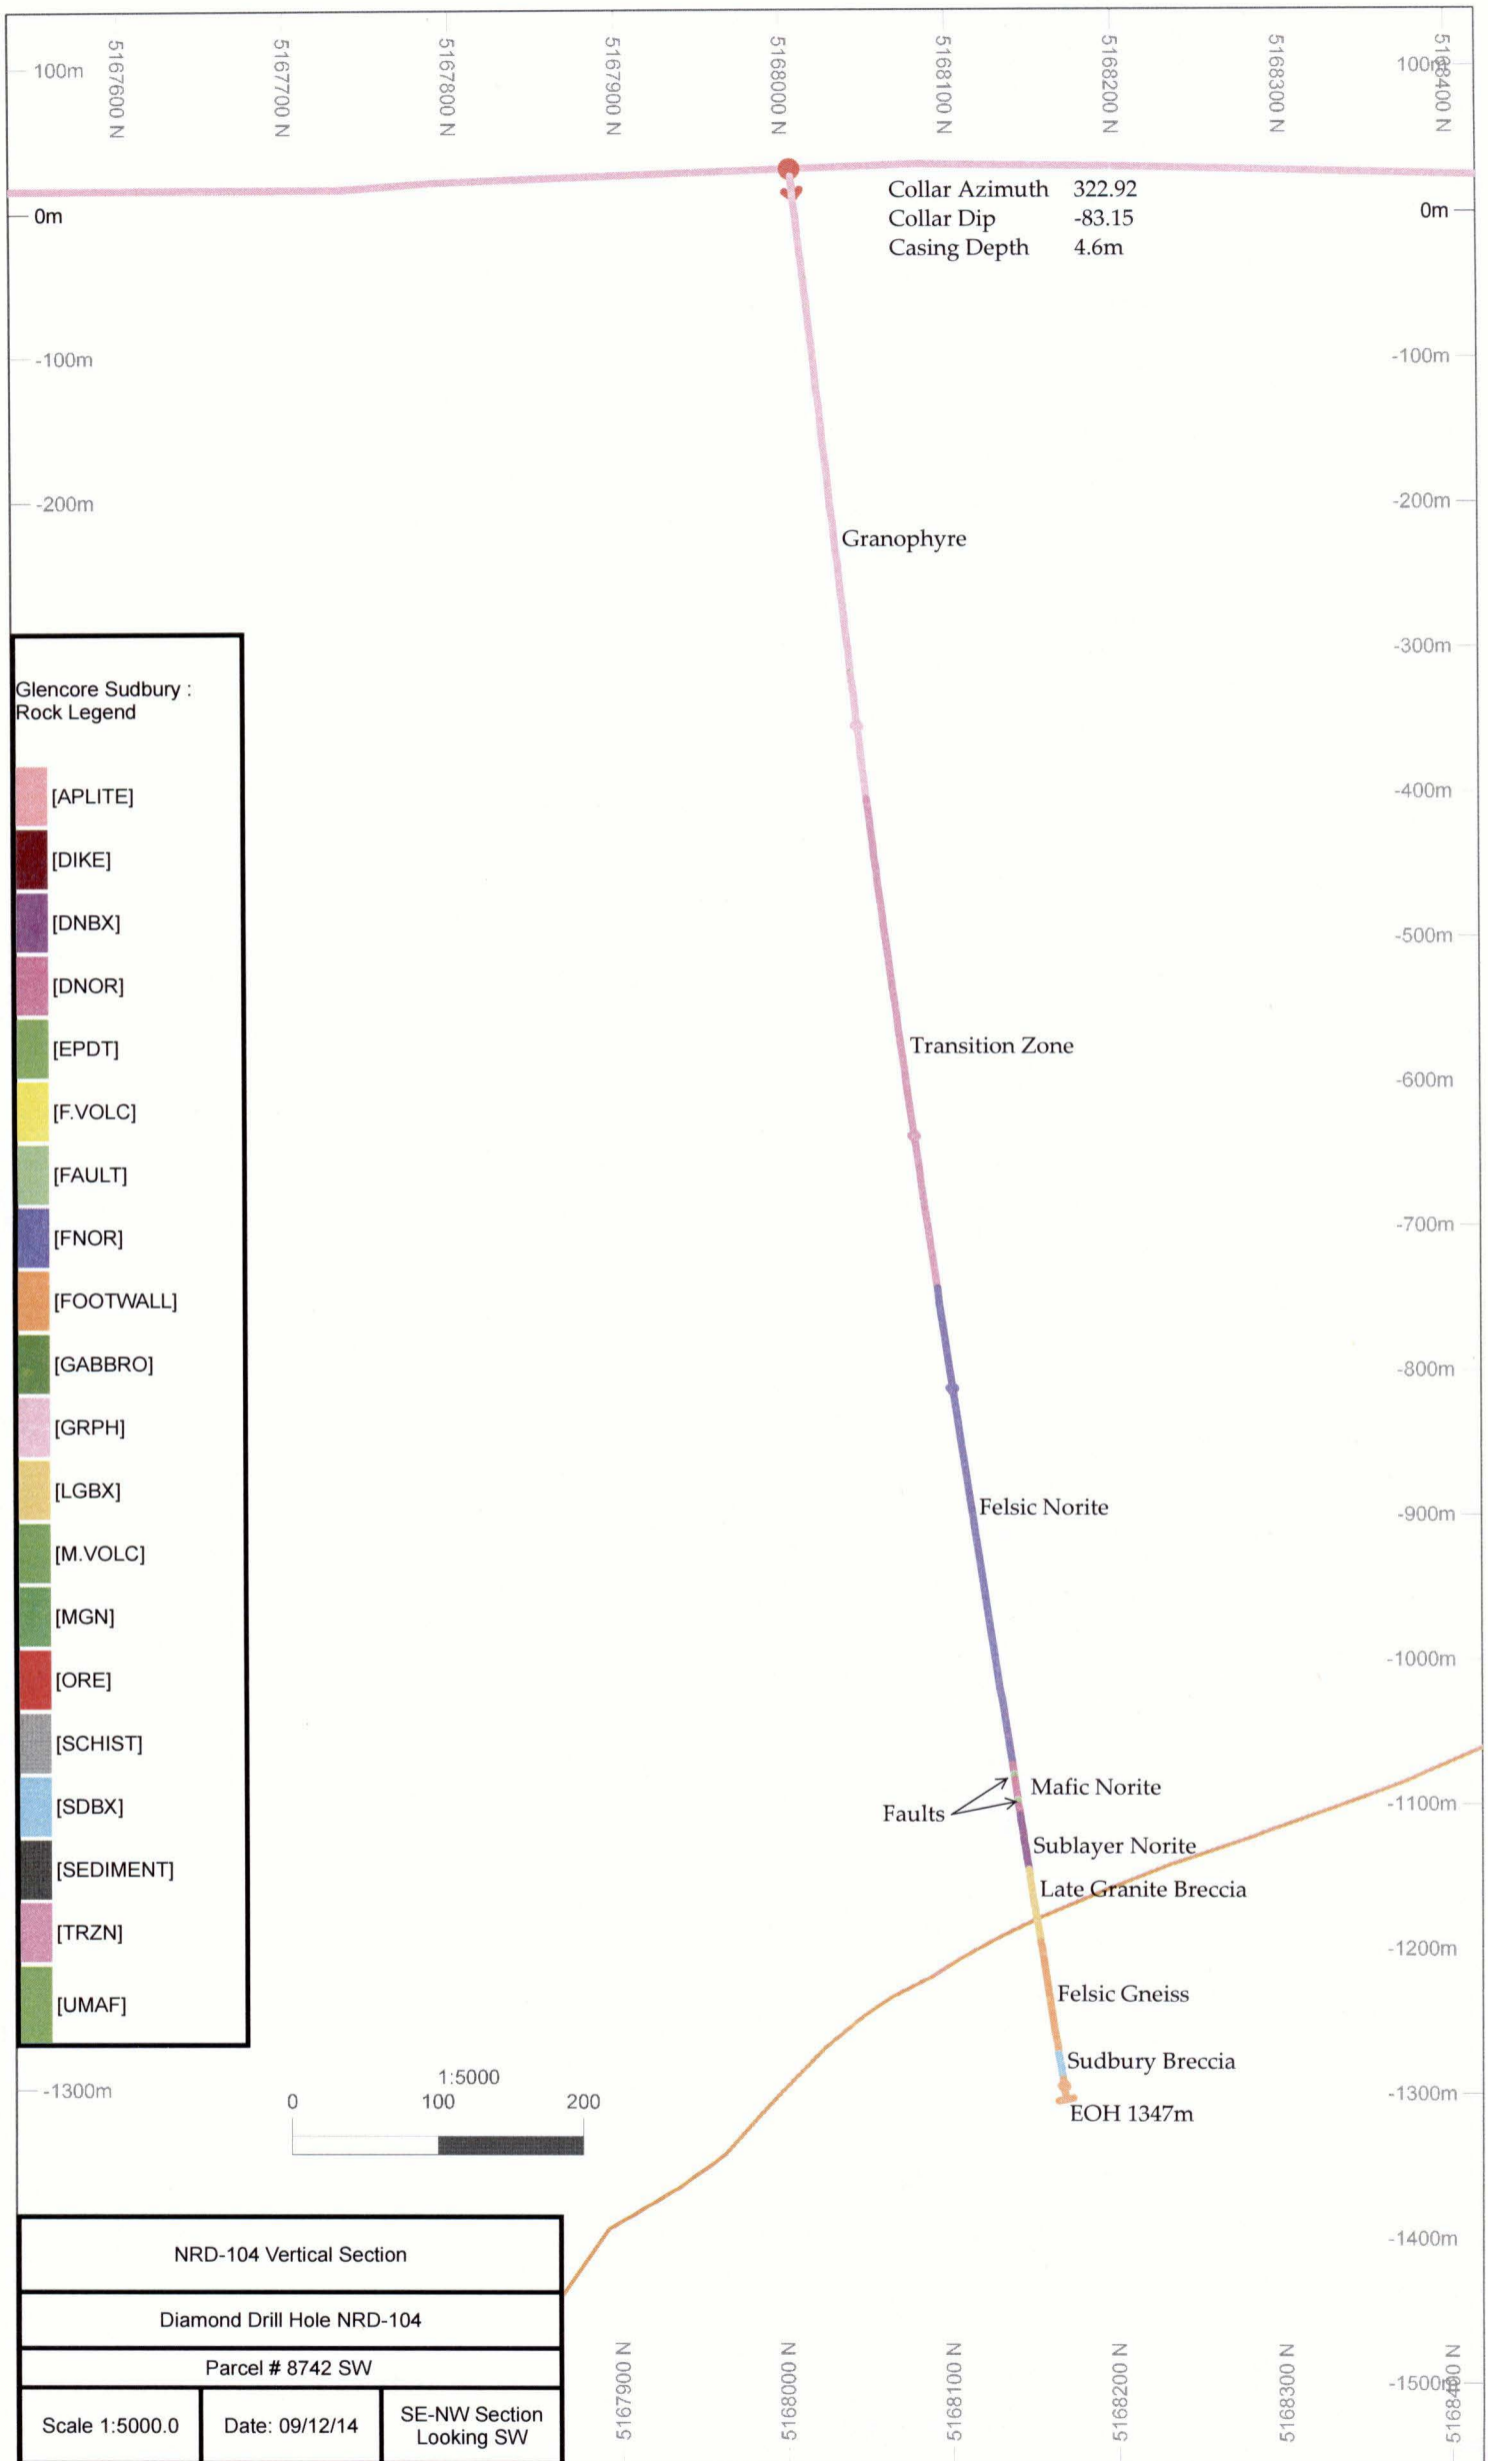 5167600 N
5167700 N
5167800 N
5167900 N
5168000 N
5168100 N
5168200 N
5168300 N
5168400 N
100m
100m
Collar Azimuth 322.92
0m
Collar Dip -83.15
0m
Casing Depth 4.6m
-100m
-100m
-200m
-200m
Granophyre
-300m
Glencore Sudbury :
Rock Legend
[APLITE]
[DIKE]
[DNBX]
[DNOR]
[EPDT]
[F.VOLC]
[FAULT]
[FNOR]
[FOOTWALL]
[GABBRO]
[GRPH]
[LGBX]
[M.VOLC]
[MGN]
[ORE]
[SCHIST]
[SDBX]
[SEDIMENT]
[TRZN]
[UMAF]
-400m
-500m
Transition Zone
-600m
-700m
-800m
Felsic Norite
-900m
-1000m
Mafic Norite
Faults
-1100m
Sublayer Norite
Late Granite Breccia
-1200m
Felsic Gneiss
Sudbury Breccia
-1300m
-1300m
EOH 1347m
1:5000
0 100 200
-1400m
NRD-104 Vertical Section
Diamond Drill Hole NRD-104
Parcel # 8742 SW
Scale 1:5000.0
Date: 09/12/14
SE-NW Section
Looking SW
5167900 N
5168000 N
5168100 N
5168200 N
5168300 N
5168400 N
-1500m